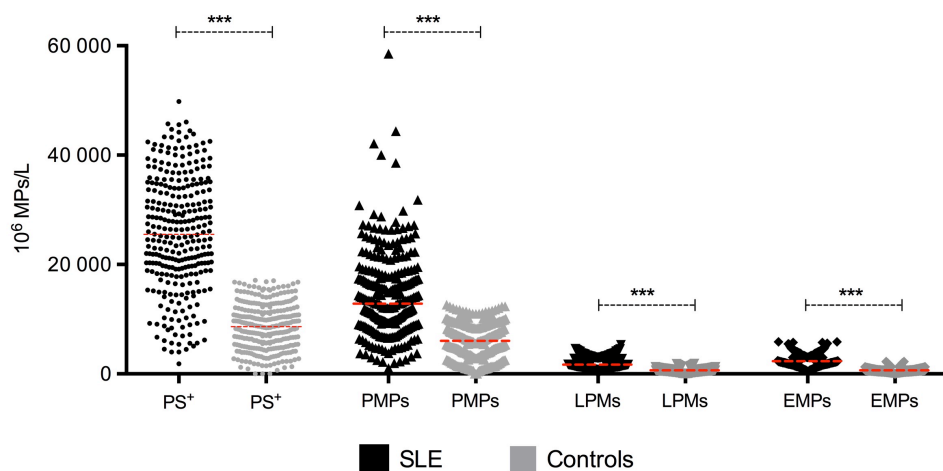 *** ***
60 000
40 000
10⁶ MPs/L
20 000
*** ***
0
PS⁺ PS⁺ PMPs PMPs LPMs LPMs EMPs EMPs
SLE Controls